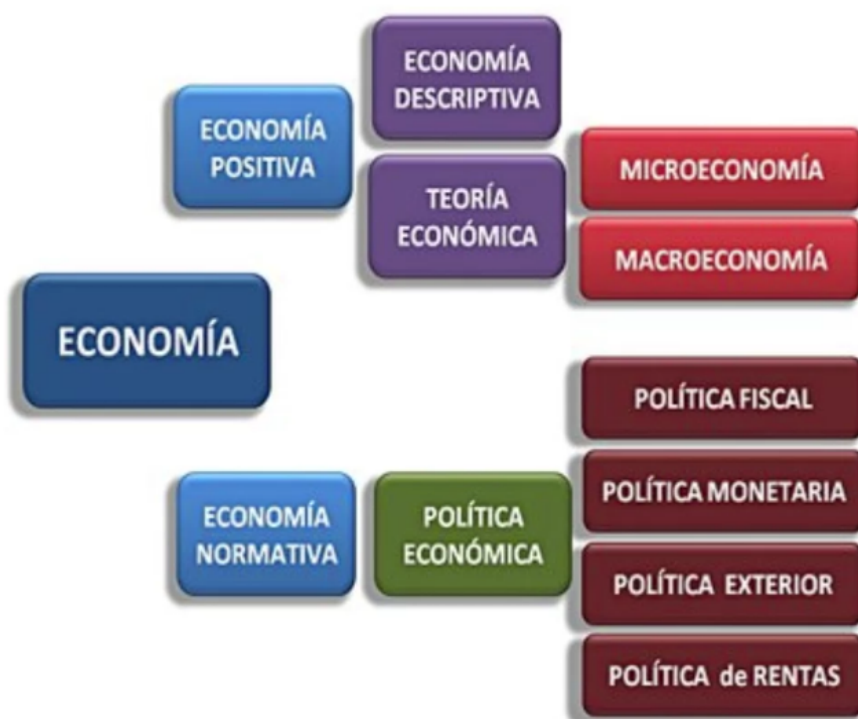 ECONOMÍA
DESCRIPTIVA
ECONOMÍA
POSITIVA
TEORÍA
ECONÓMICA
MICROECONOMÍA
MACROECONOMÍA
ECONOMÍA
POLÍTICA FISCAL
POLÍTICA MONETARIA
ECONOMÍA
NORMATIVA
POLÍTICA
ECONÓMICA
POLÍTICA EXTERIOR
POLÍTICA de RENTAS